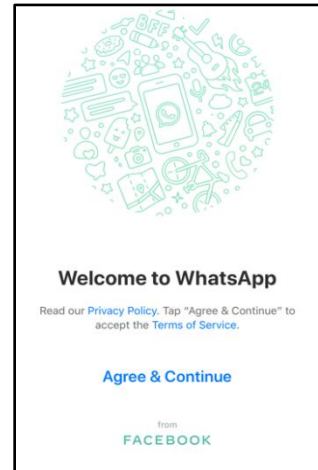 BFF
Welcome to WhatsApp
Read our Privacy Policy. Tap “Agree & Continue” to
accept the Terms of Service.
Agree & Continue
from
FACEBOOK